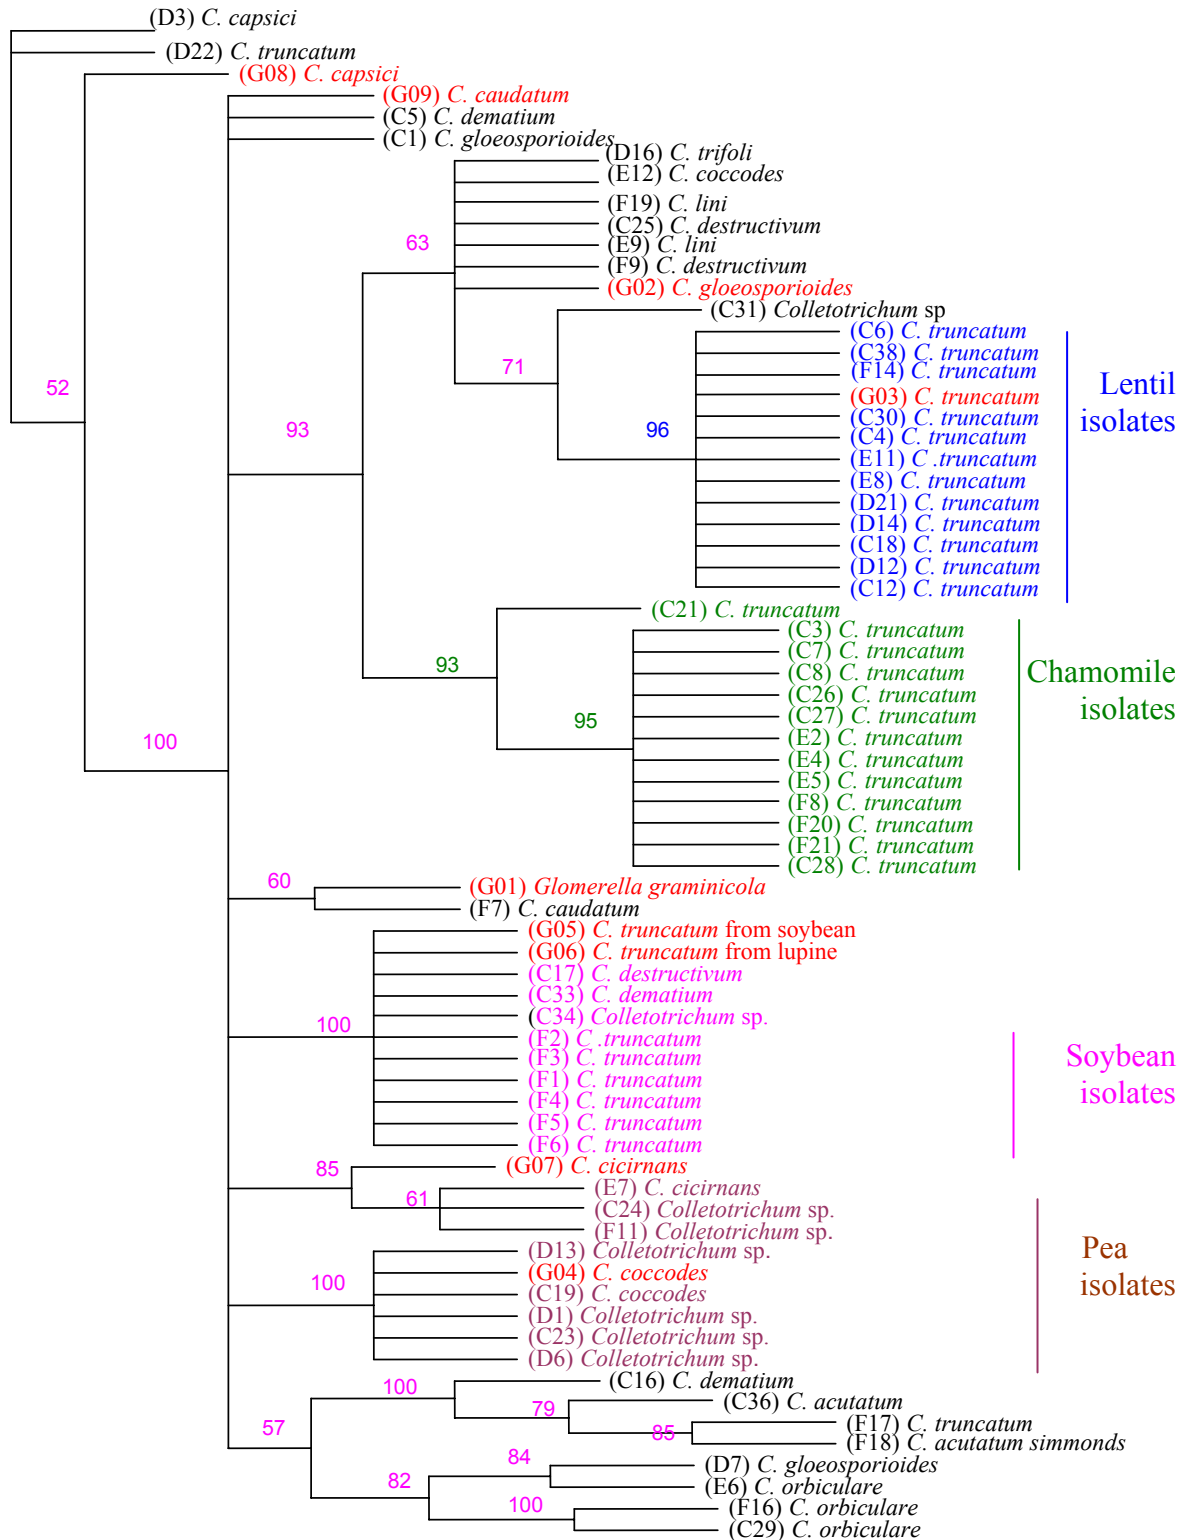 (D3) C. capsici
(D22) C. truncatum
(G08) C. capsici
(G09) C. caudatum
(C5) C. dematium
(C1) C. gloeosporioides
(D16) C. trifoli
(E12) C. coccodes
(F19) C. lini
(C25) C. destructivum
63
(E9) C. lini
(F9) C. destructivum
(G02) C. gloeosporioides
(C31) Colletotrichum sp
(C6) C. truncatum
(C38) C. truncatum
71
(F14) C. truncatum
52
(G03) C. truncatum
Lentil
isolates
(C30) C. truncatum
93
96
(C4) C. truncatum
(E11) C .truncatum
(E8) C. truncatum
(D21) C. truncatum
(D14) C. truncatum
(C18) C. truncatum
(D12) C. truncatum
(C12) C. truncatum
(C21) C. truncatum
(C3) C. truncatum
(C7) C. truncatum
93
(C8) C. truncatum
Chamomile
isolates
(C26) C. truncatum
(C27) C. truncatum
95
(E2) C. truncatum
100
(E4) C. truncatum
(E5) C. truncatum
(F8) C. truncatum
(F20) C. truncatum
(F21) C. truncatum
(C28) C. truncatum
60
(G01) Glomerella graminicola
(F7) C. caudatum
(G05) C. truncatum from soybean
(G06) C. truncatum from lupine
(C17) C. destructivum
(C33) C. dematium
(C34) Colletotrichum sp.
100
(F2) C .truncatum
(F3) C. truncatum
Soybean
isolates
(F1) C. truncatum
(F4) C. truncatum
(F5) C. truncatum
(F6) C. truncatum
85
(G07) C. cicirnans
(E7) C. cicirnans
61
(C24) Colletotrichum sp.
(F11) Colletotrichum sp.
(D13) Colletotrichum sp.
Pea
isolates
(G04) C. coccodes
100
(C19) C. coccodes
(D1) Colletotrichum sp.
(C23) Colletotrichum sp.
(D6) Colletotrichum sp.
(C16) C. dematium
100
(C36) C. acutatum
79
(F17) C. truncatum
57
85
(F18) C. acutatum simmonds
84
(D7) C. gloeosporioides
82
(E6) C. orbiculare
100
(F16) C. orbiculare
(C29) C. orbiculare